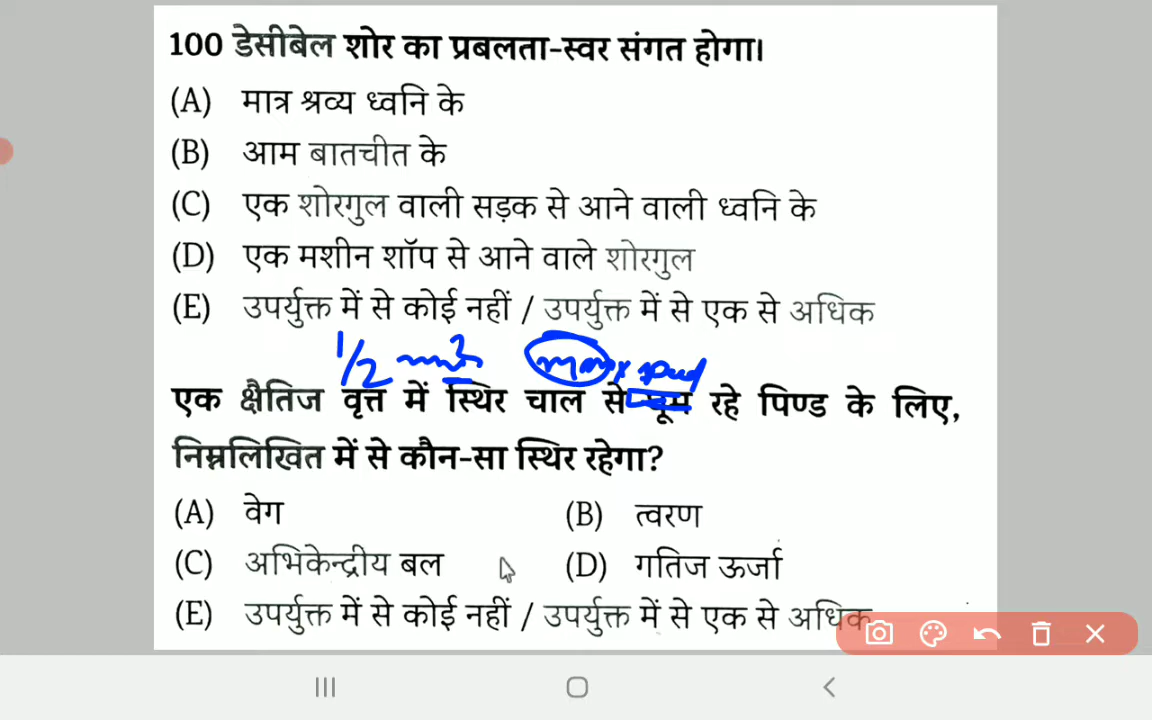 100 डेसीबेल शोर का प्रबलता-स्वर संगत होगा।
(A) मात्र श्रव्य ध्वनि के
(B) आम बातचीत के
(C) एक शोरगुल वाली सड़क से आने वाली ध्वनि के
(D) एक मशीन शॉप से आने वाले शोरगुल
(E) उपर्युक्त में से कोई नहीं / उपर्युक्त में से एक से अधिक
1/2
एक क्षैतिज वृत्त में स्थिर चाल से घूम रहे पिण्ड के लिए,
निम्नलिखित में से कौन-सा स्थिर रहेगा?
(A) वेग (B) त्वरण
(C) अभिकेन्द्रीय बल (D) गतिज ऊर्जा
(E) उपर्युक्त में से कोई नहीं / उपर्युक्त में से एक से अधिक